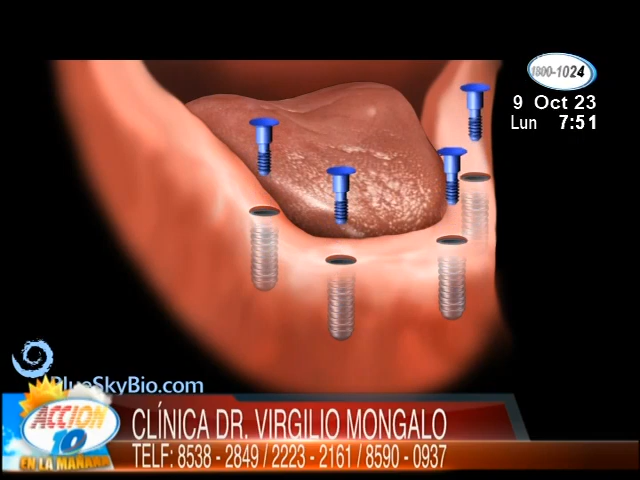 1800-1024
9 Oct 23
Lun 7:51
BlueSkyBio.com
ACCION
10
EN LA MAÑANA
CLÍNICA DR. VIRGILIO MONGALO
TELF: 8538 - 2849 / 2223 - 2161 / 8590 - 0937